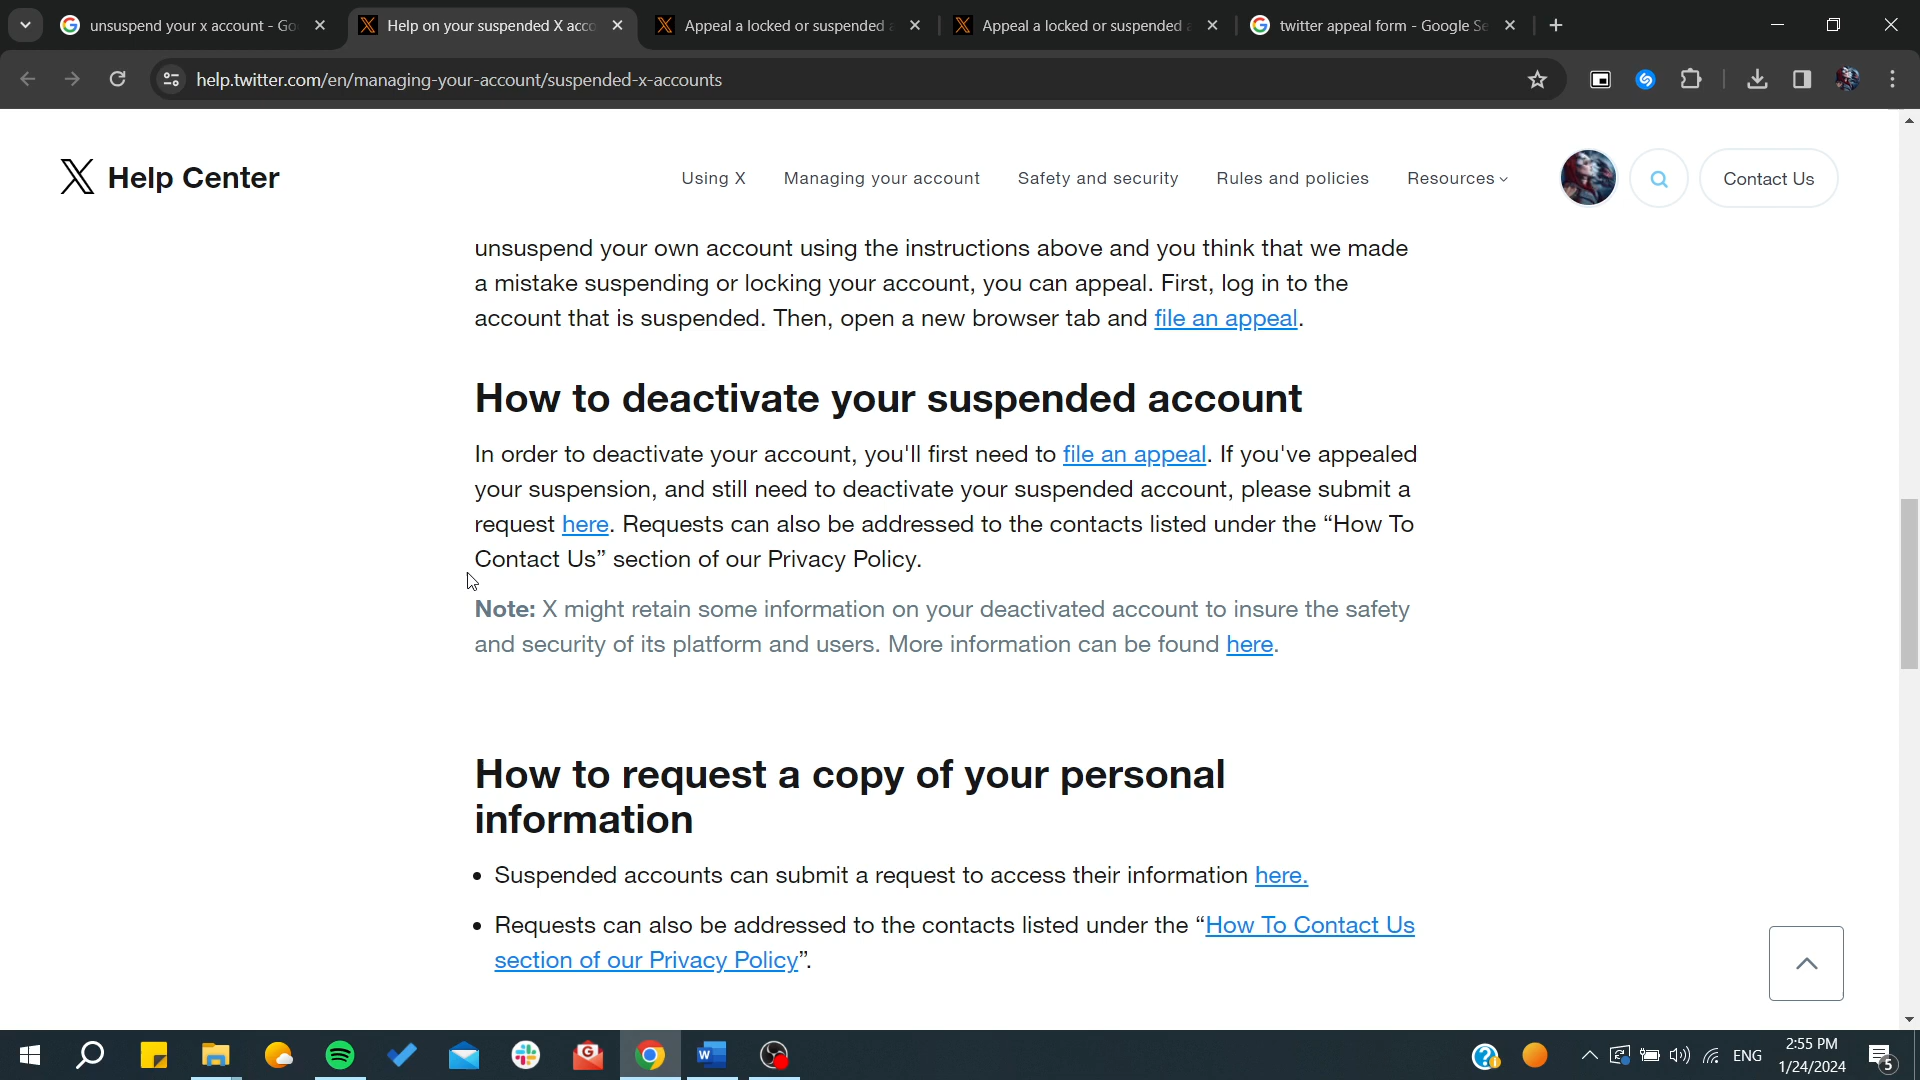 unsuspend your x account - Go
Help on your suspended X acco
Appeal a locked or suspended a
Appeal a locked or suspended a
twitter appeal form - Google Se
help.twitter.com/en/managing-your-account/suspended-x-accounts
Help Center
Using X
Managing your account
Safety and security
Rules and policies
Resources
Contact Us
unsuspend your own account using the instructions above and you think that we made
a mistake suspending or locking your account, you can appeal. First, log in to the
account that is suspended. Then, open a new browser tab and file an appeal.
How to deactivate your suspended account
In order to deactivate your account, you'll first need to file an appeal. If you've appealed
your suspension, and still need to deactivate your suspended account, please submit a
request here. Requests can also be addressed to the contacts listed under the “How To
Contact Us” section of our Privacy Policy.
Note: X might retain some information on your deactivated account to insure the safety
and security of its platform and users. More information can be found here.
How to request a copy of your personal
information
• Suspended accounts can submit a request to access their information here.
• Requests can also be addressed to the contacts listed under the “How To Contact Us
section of our Privacy Policy”.
ENG
2:55 PM
1/24/2024
5